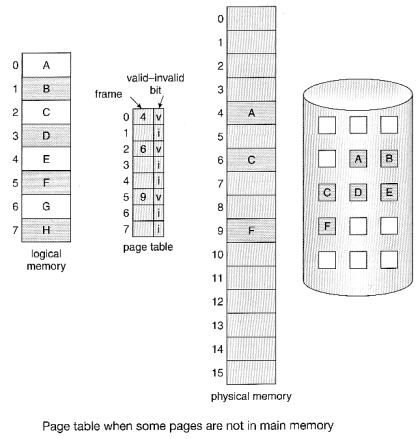 0 A
1 B
2 C
3 D
4 E
5 F
6 G
7 H
logical
memory
valid–invalid
bit
frame
0 4 v
1 i
2 6 v
3 i
4 i
5 9 v
6 i
7 i
page table
0
1
2
3
4 A
5
6 C
7
8
9 F
10
11
12
13
14
15
physical memory
A B
C D E
F
Page table when some pages are not in main memory